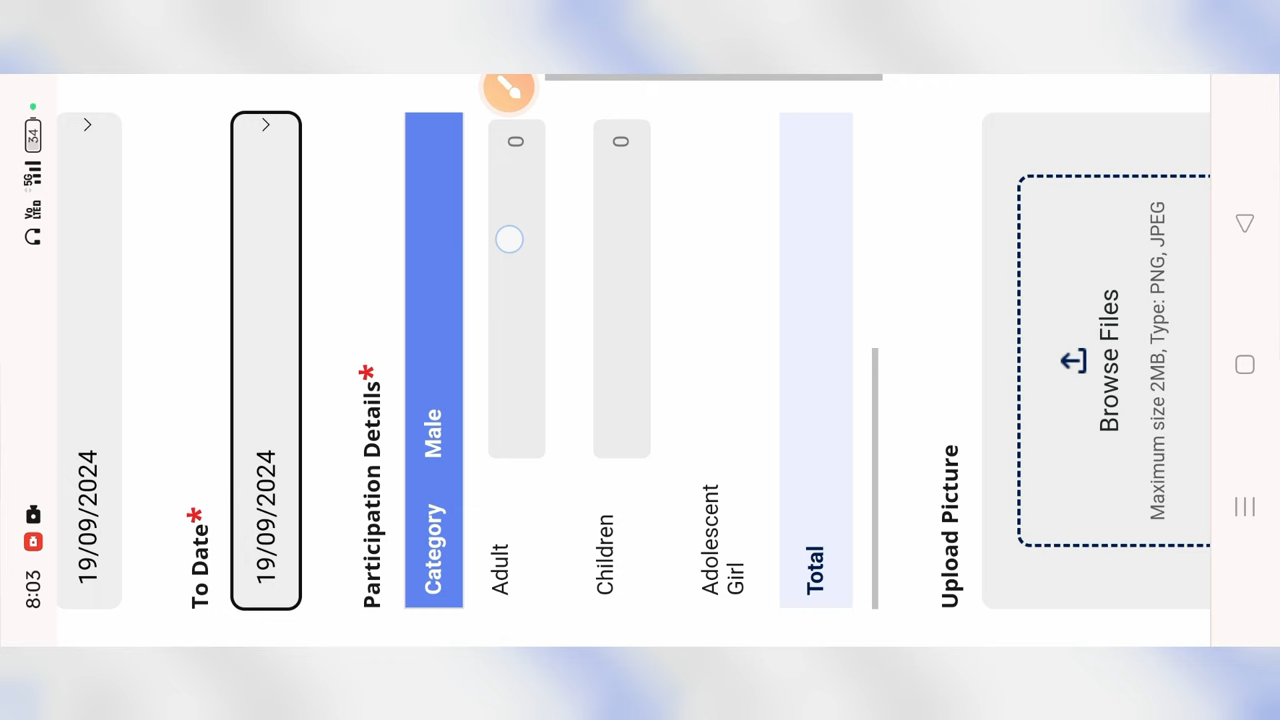 8:03
Vo
LTED
5G
34
19/09/2024
To Date*
19/09/2024
Participation Details*
Category Male
Adult 0
Children 0
Adolescent
Girl
Total
Upload Picture
Browse Files
Maximum size 2MB, Type: PNG, JPEG